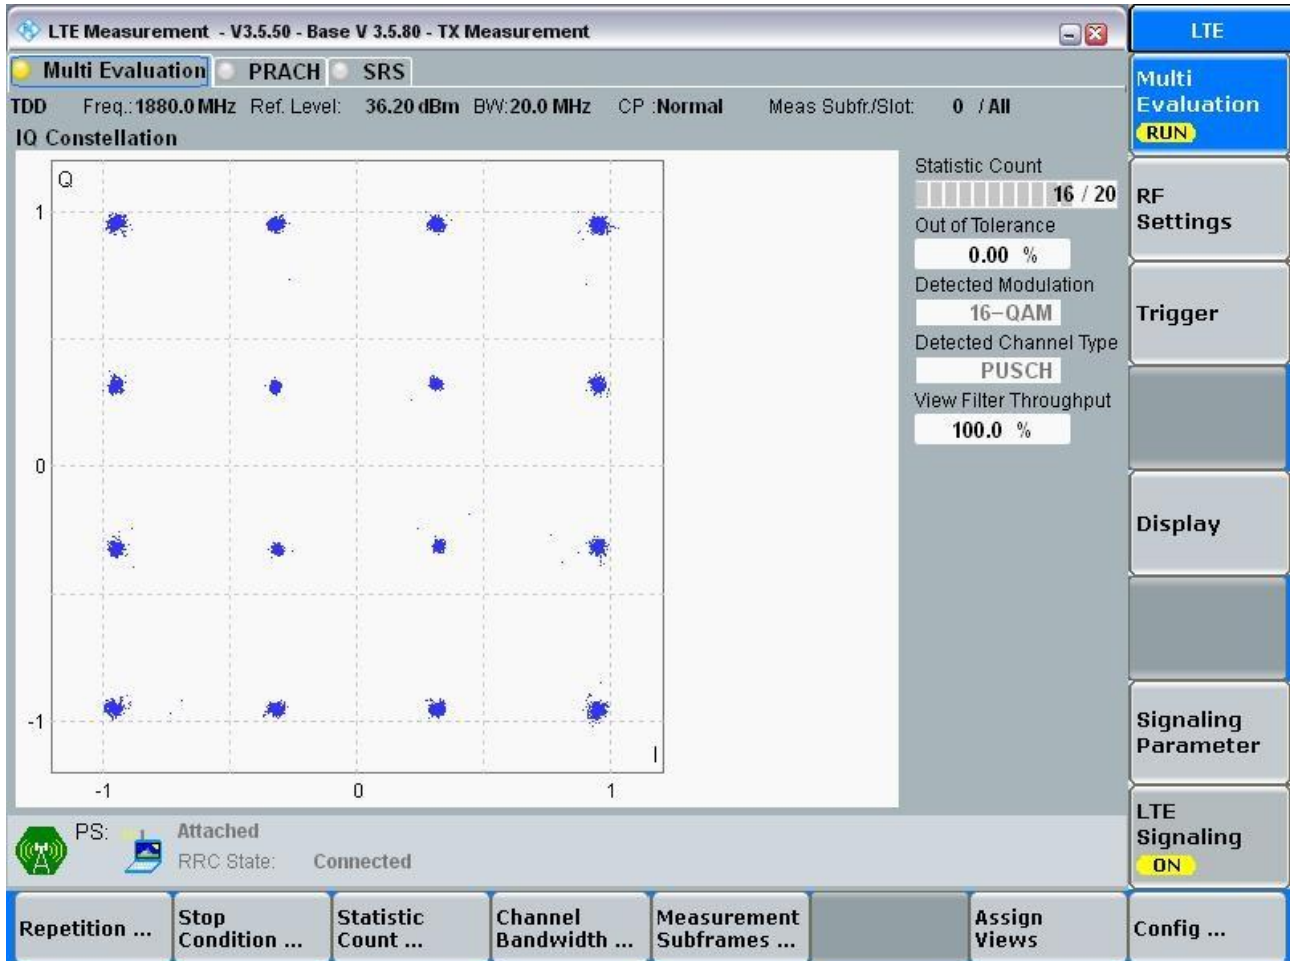 LTE Measurement - V3.5.50 - Base V 3.5.80 - TX Measurement
LTE
Multi Evaluation PRACH SRS
TDD Freq.:1880.0 MHz Ref. Level: 36.20 dBm BW:20.0 MHz CP :Normal Meas Subfr./Slot: 0 / All
IQ Constellation
Q
1
0
-1
-1 0 1
I
Statistic Count
16 / 20
Out of Tolerance
0.00 %
Detected Modulation
16-QAM
Detected Channel Type
PUSCH
View Filter Throughput
100.0 %
Multi
Evaluation
RUN
RF
Settings
Trigger
Display
Signaling
Parameter
LTE
Signaling
ON
PS: Attached
RRC State: Connected
Repetition ...
Stop
Condition ...
Statistic
Count ...
Channel
Bandwidth ...
Measurement
Subframes ...
Assign
Views
Config ...